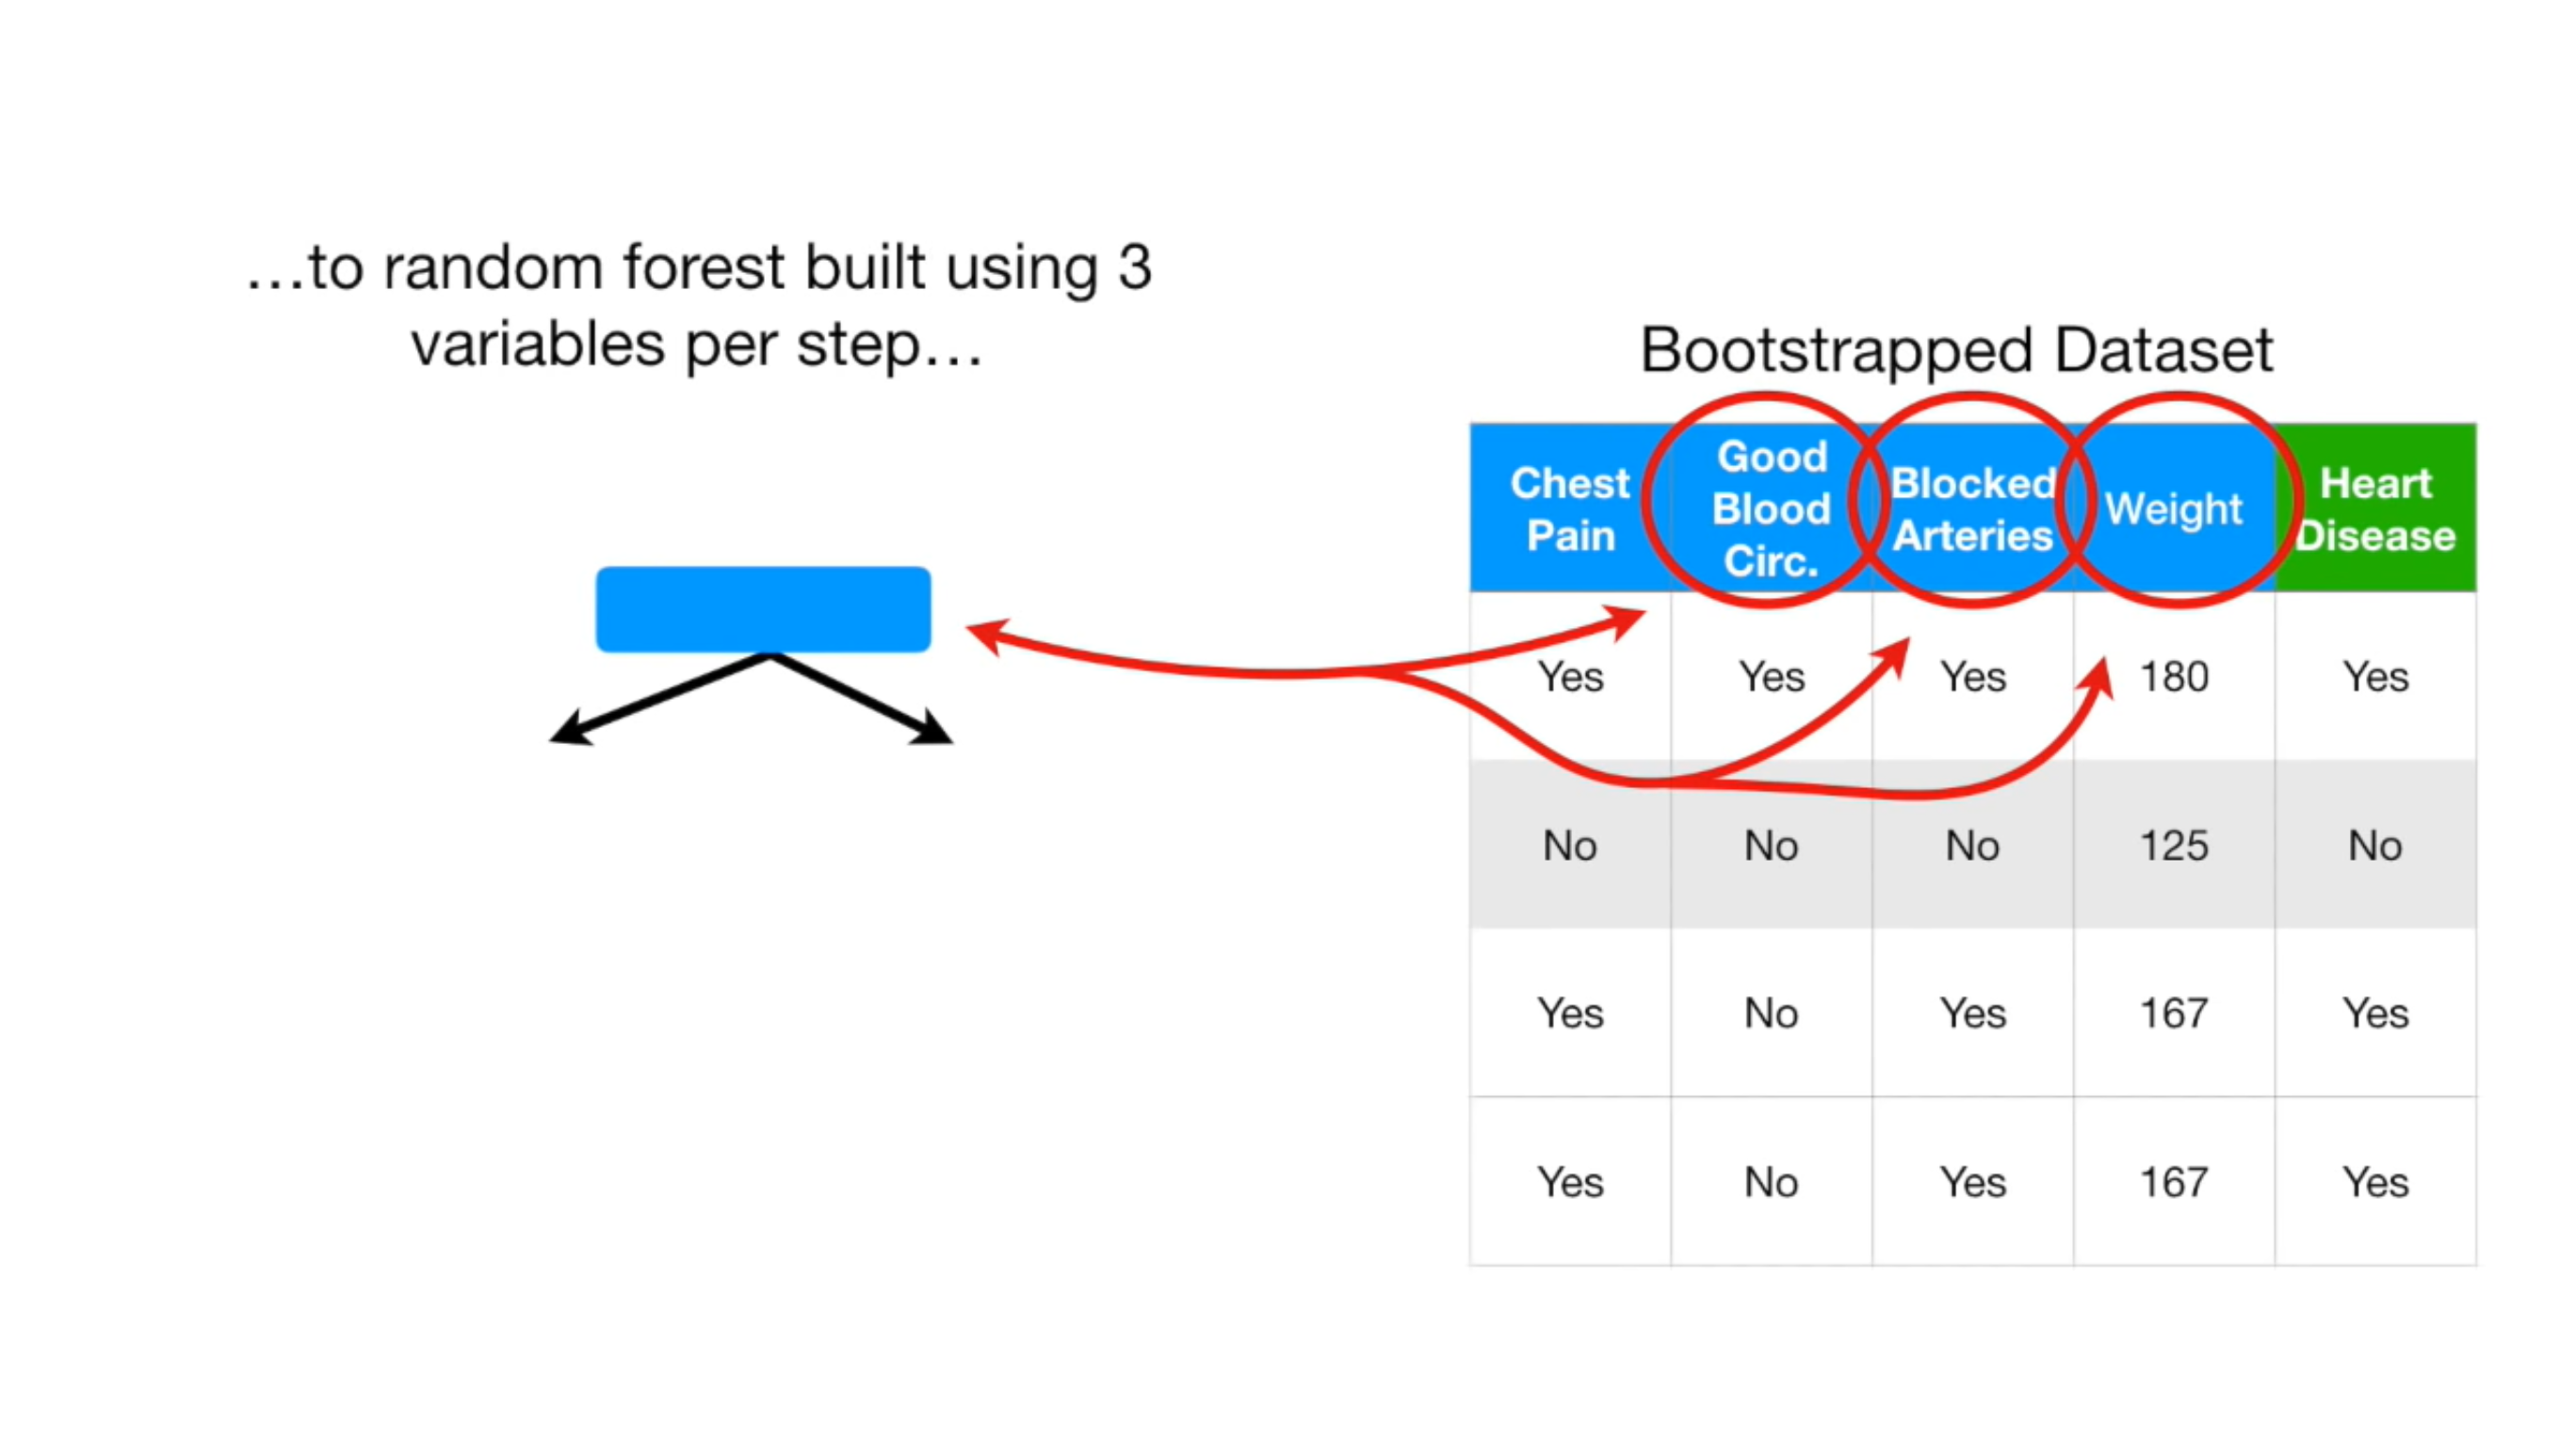 …to random forest built using 3
variables per step…
Bootstrapped Dataset
Chest Pain Good Blood Circ. Blocked Arteries Weight Heart Disease
Yes Yes Yes 180 Yes
No No No 125 No
Yes No Yes 167 Yes
Yes No Yes 167 Yes